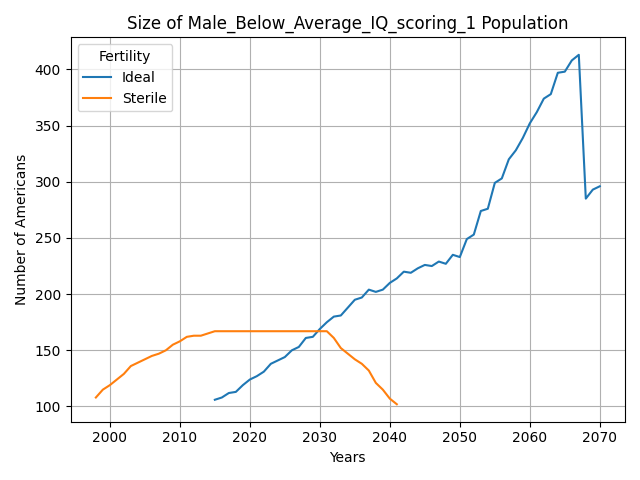 Size of Male_Below_Average_IQ_scoring_1 Population
Fertility
Ideal
Sterile
Number of Americans
400
350
300
250
200
150
100
2000 2010 2020 2030 2040 2050 2060 2070
Years